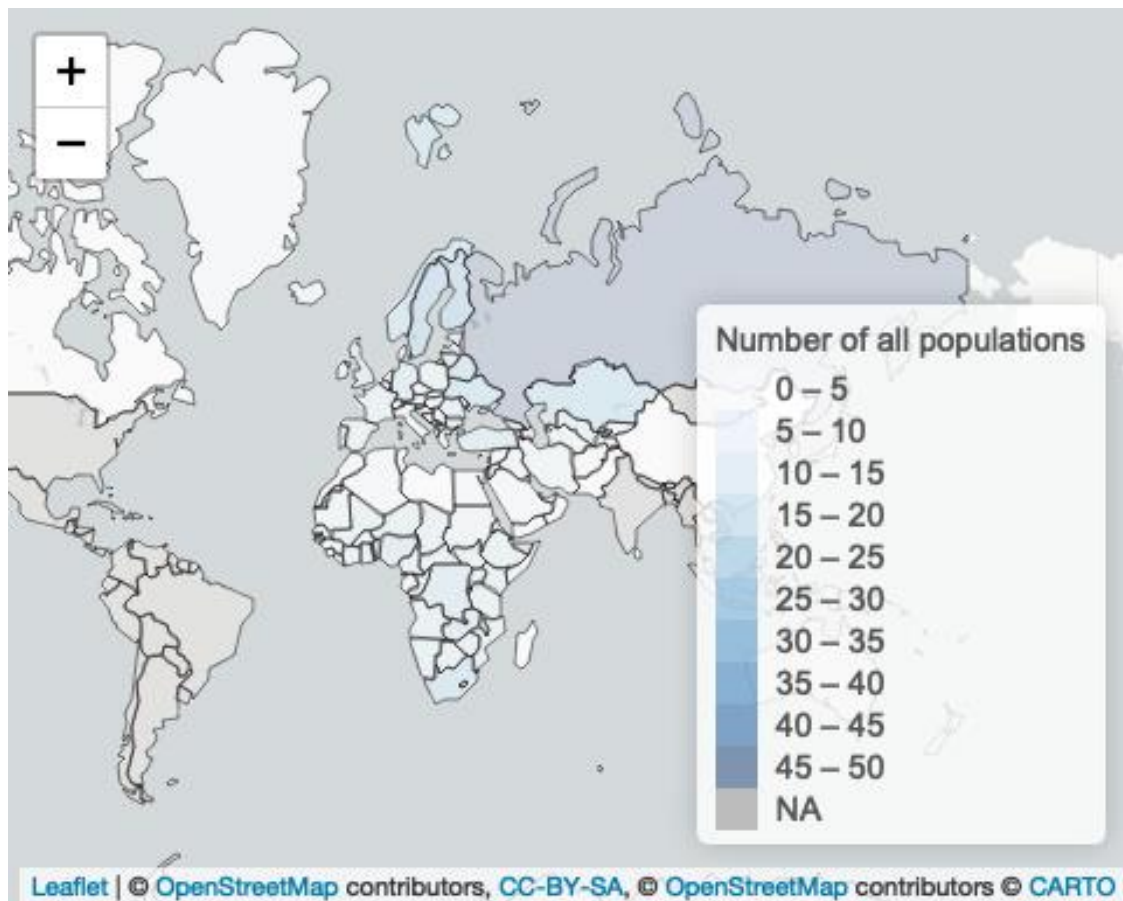 +
−
Number of all populations
0 – 5
5 – 10
10 – 15
15 – 20
20 – 25
25 – 30
30 – 35
35 – 40
40 – 45
45 – 50
NA
Leaflet | © OpenStreetMap contributors, CC-BY-SA, © OpenStreetMap contributors © CARTO